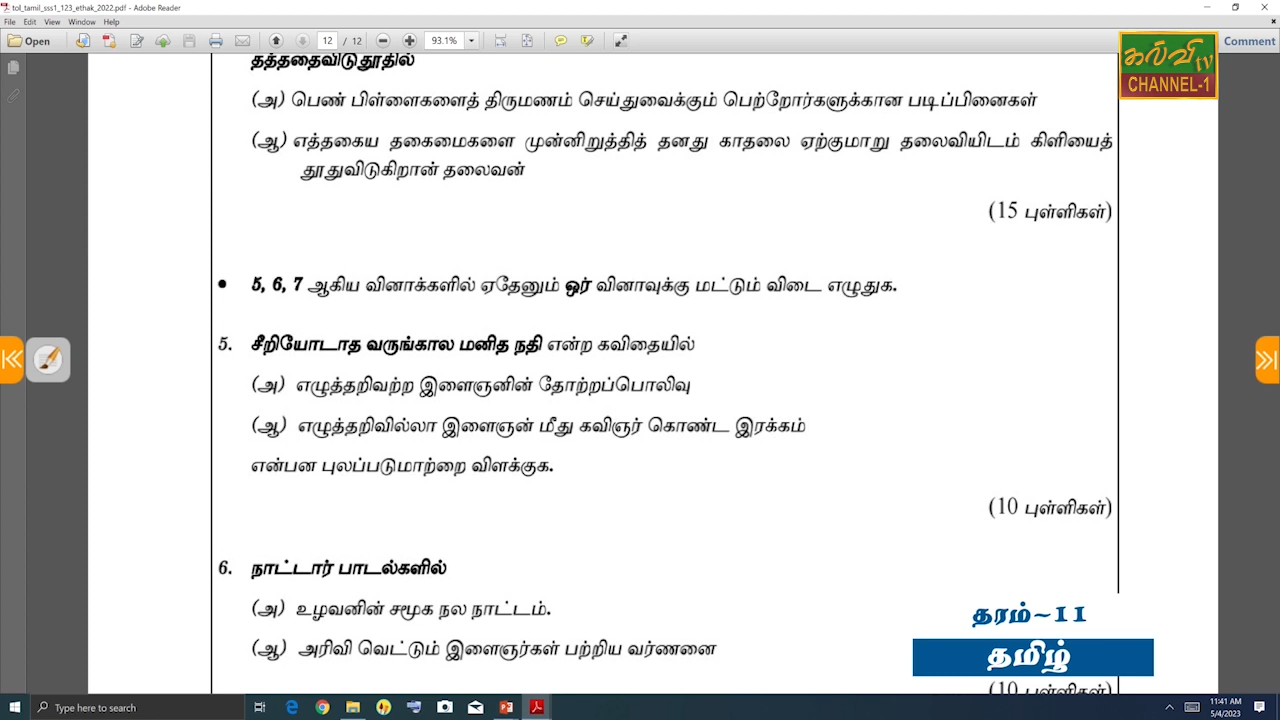 tol_tamil_sss1_123_ethak_2022.pdf - Adobe Reader
File Edit View Window Help
Open 12 / 12 93.1% Comment
கல்வி tv
CHANNEL-1
தத்தைவிடுதூதில்
(அ) பெண் பிள்ளைகளைத் திருமணம் செய்துவைக்கும் பெற்றோர்களுக்கான படிப்பினைகள்
(ஆ) எத்தகைய தகைமைகளை முன்னிறுத்தித் தனது காதலை ஏற்குமாறு தலைவியிடம் கிளியைத்
தூதுவிடுகிறான் தலைவன்
(15 புள்ளிகள்)
• 5, 6, 7 ஆகிய வினாக்களில் ஏதேனும் ஒர் வினாவுக்கு மட்டும் விடை எழுதுக.
5. சீறியோடாத வருங்கால மனித நதி என்ற கவிதையில்
(அ) எழுத்தறிவற்ற இளைஞனின் தோற்றப்பொலிவு
(ஆ) எழுத்தறிவில்லா இளைஞன் மீது கவிஞர் கொண்ட இரக்கம்
என்பன புலப்படுமாற்றை விளக்குக.
(10 புள்ளிகள்)
6. நாட்டார் பாடல்களில்
(அ) உழவனின் சமூக நல நாட்டம்.
(ஆ) அரிவி வெட்டும் இளைஞர்கள் பற்றிய வர்ணனை
(10 புள்ளிகள்)
தரம்-11
தமிழ்
Type here to search
11:41 AM
5/4/2023